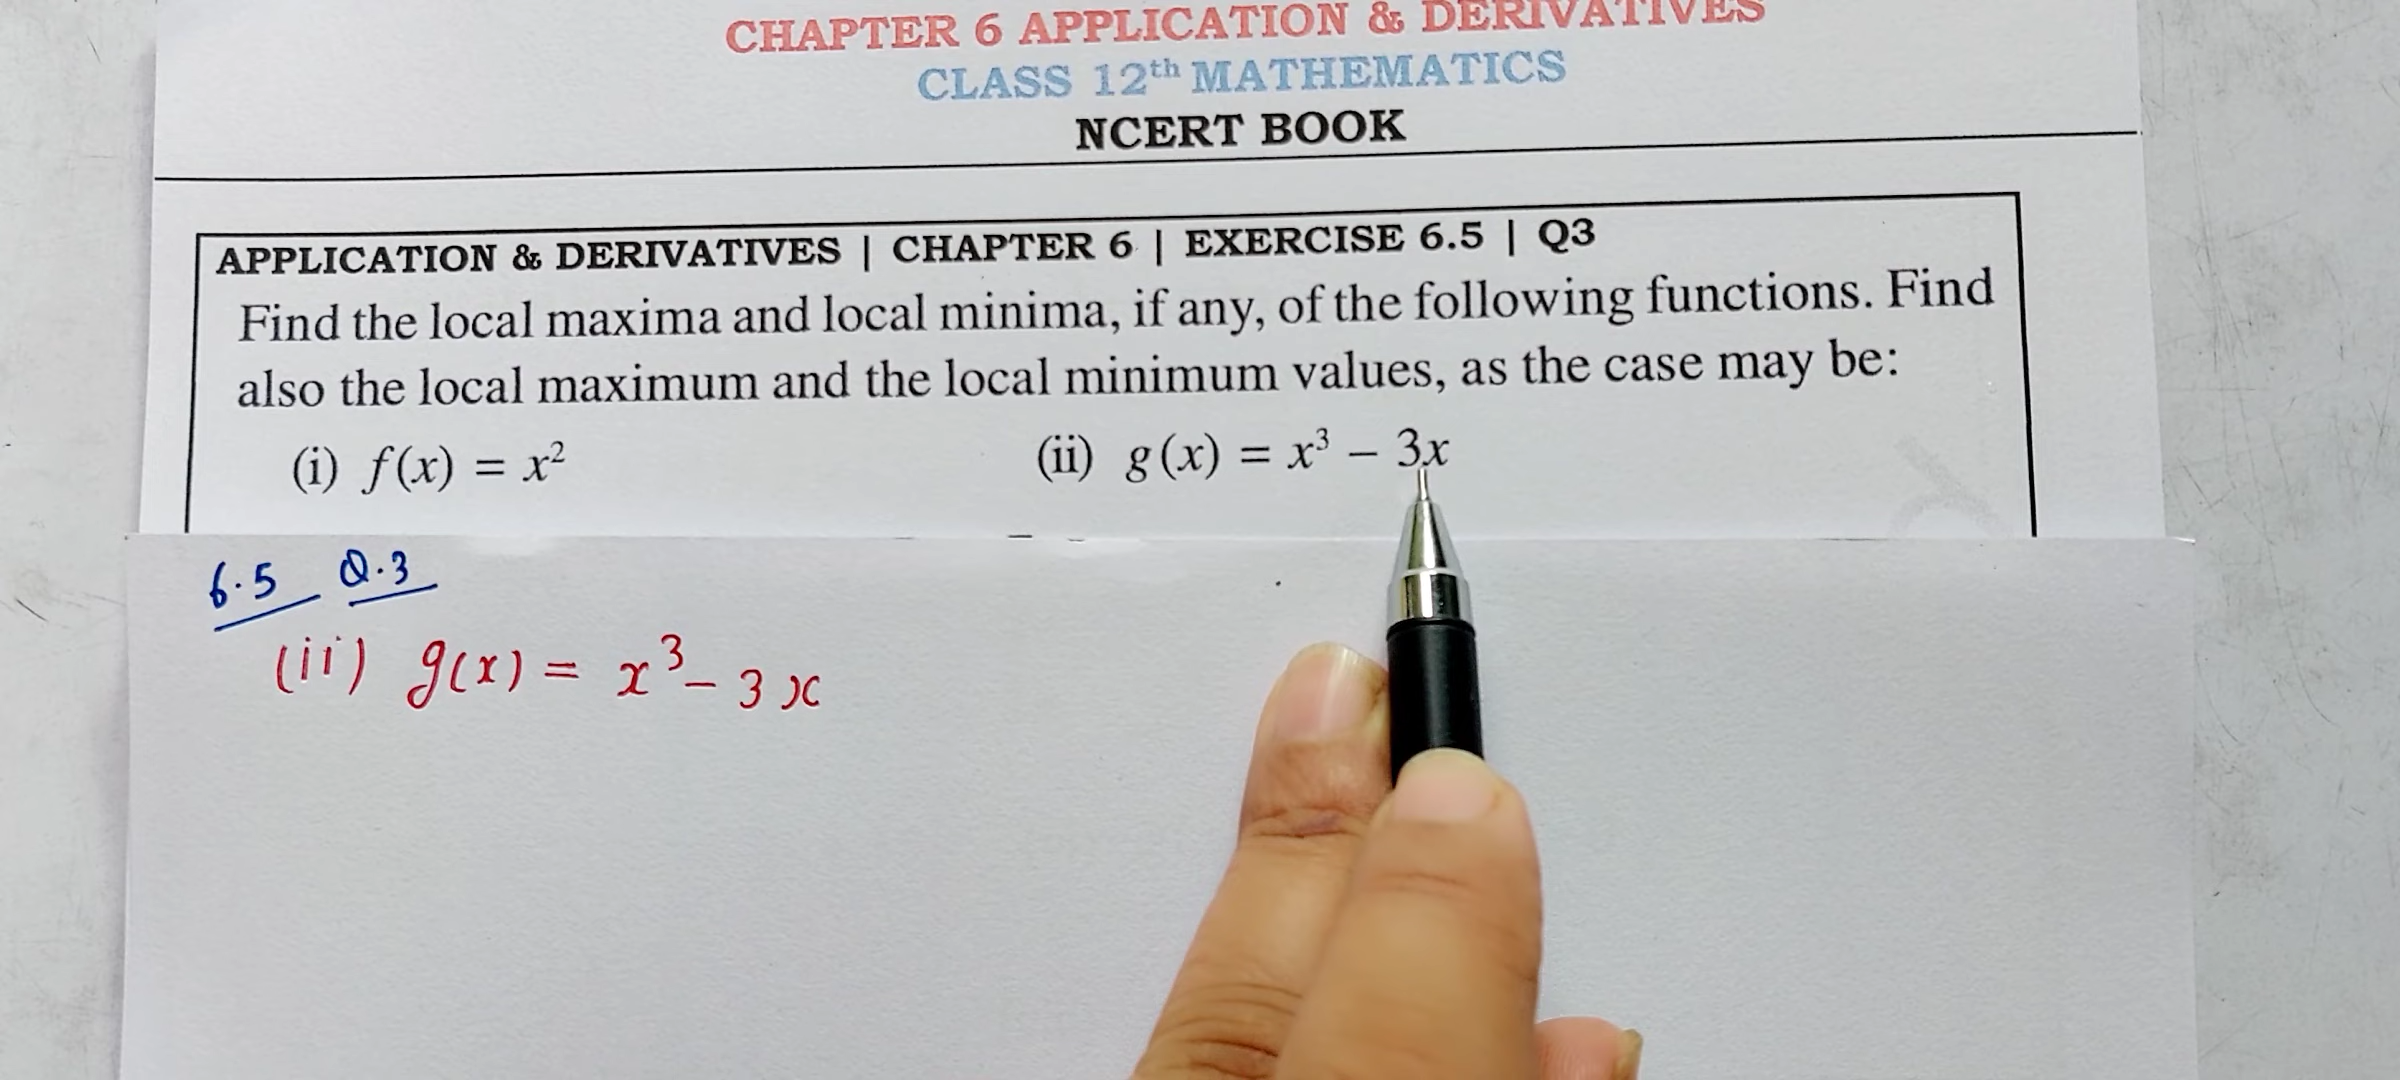 CHAPTER 6 APPLICATION & DERIVATIVES
CLASS 12th MATHEMATICS
NCERT BOOK
APPLICATION & DERIVATIVES | CHAPTER 6 | EXERCISE 6.5 | Q3
Find the local maxima and local minima, if any, of the following functions. Find
also the local maximum and the local minimum values, as the case may be:
(i) f(x) = x² (ii) g(x) = x³ – 3x
6.5 Q.3
(ii) g(x) = x³ – 3x